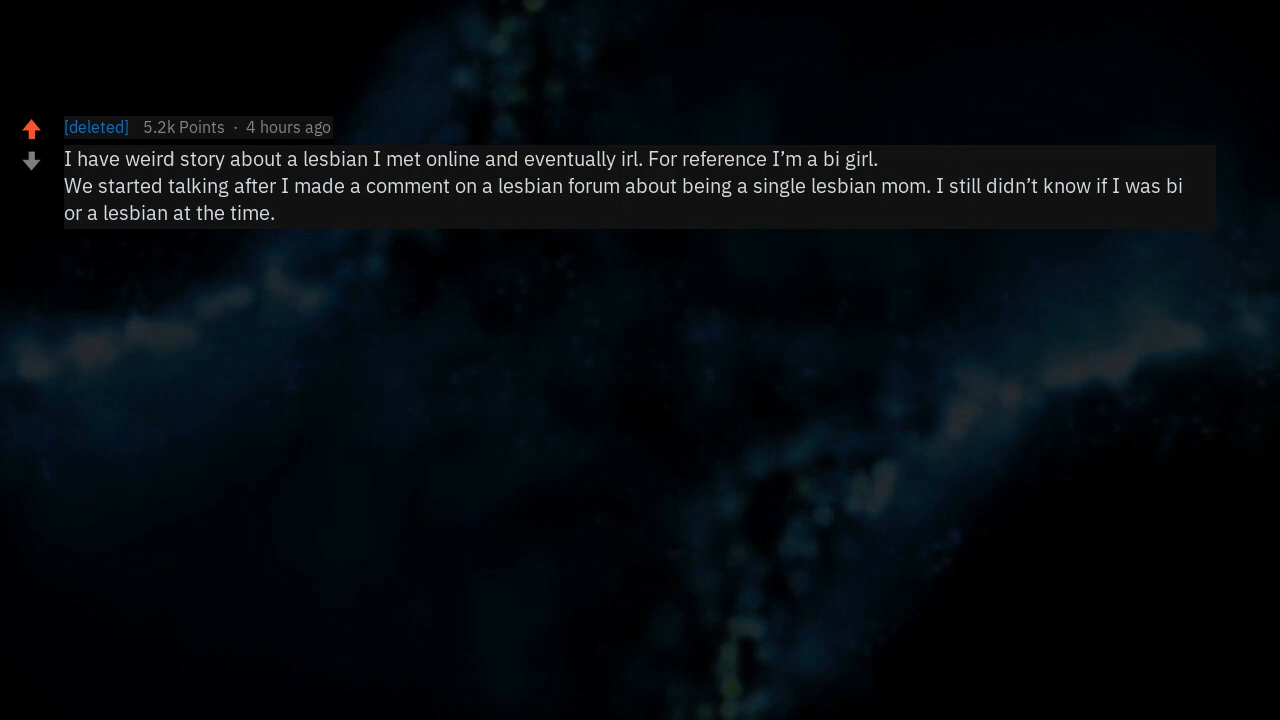 [deleted] 5.2k Points · 4 hours ago
I have weird story about a lesbian I met online and eventually irl. For reference I’m a bi girl.
We started talking after I made a comment on a lesbian forum about being a single lesbian mom. I still didn’t know if I was bi
or a lesbian at the time.